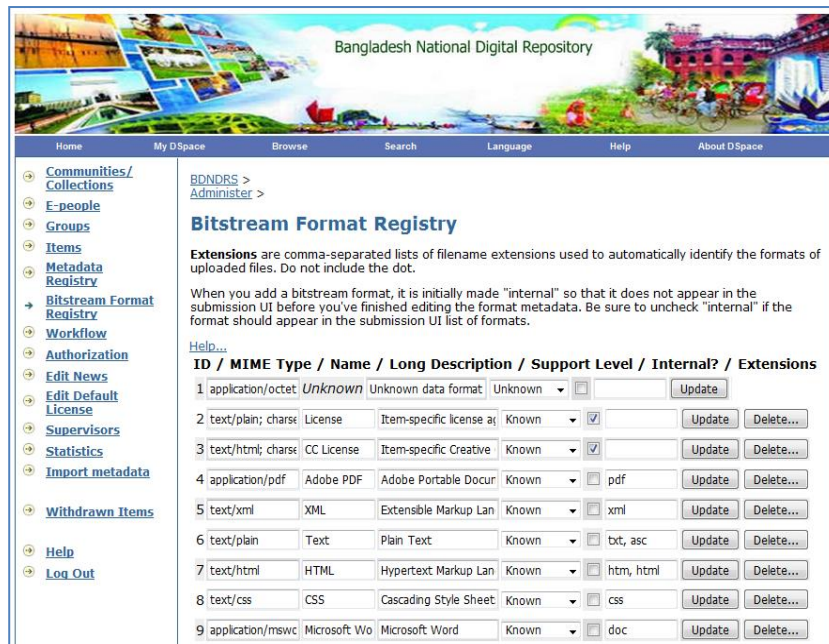 Bangladesh National Digital Repository
Home My DSpace Browse Search Language Help About DSpace
Communities/
Collections
E-people
Groups
Items
Metadata
Registry
Bitstream Format
Registry
Workflow
Authorization
Edit News
Edit Default
License
Supervisors
Statistics
Import metadata
Withdrawn Items
Help
Log Out
BDNDRS >
Administer >
Bitstream Format Registry
Extensions are comma-separated lists of filename extensions used to automatically identify the formats of
uploaded files. Do not include the dot.
When you add a bitstream format, it is initially made "internal" so that it does not appear in the
submission UI before you've finished editing the format metadata. Be sure to uncheck "internal" if the
format should appear in the submission UI list of formats.
Help...
ID / MIME Type / Name / Long Description / Support Level / Internal? / Extensions
1 application/octet Unknown Unknown data format Unknown Update
2 text/plain; charse License Item-specific license ag Known Update Delete...
3 text/html; charse CC License Item-specific Creative Known Update Delete...
4 application/pdf Adobe PDF Adobe Portable Docur Known pdf Update Delete...
5 text/xml XML Extensible Markup Lan Known xml Update Delete...
6 text/plain Text Plain Text Known txt, asc Update Delete...
7 text/html HTML Hypertext Markup Lan Known htm, html Update Delete...
8 text/css CSS Cascading Style Sheet Known css Update Delete...
9 application/mswc Microsoft Wo Microsoft Word Known doc Update Delete...